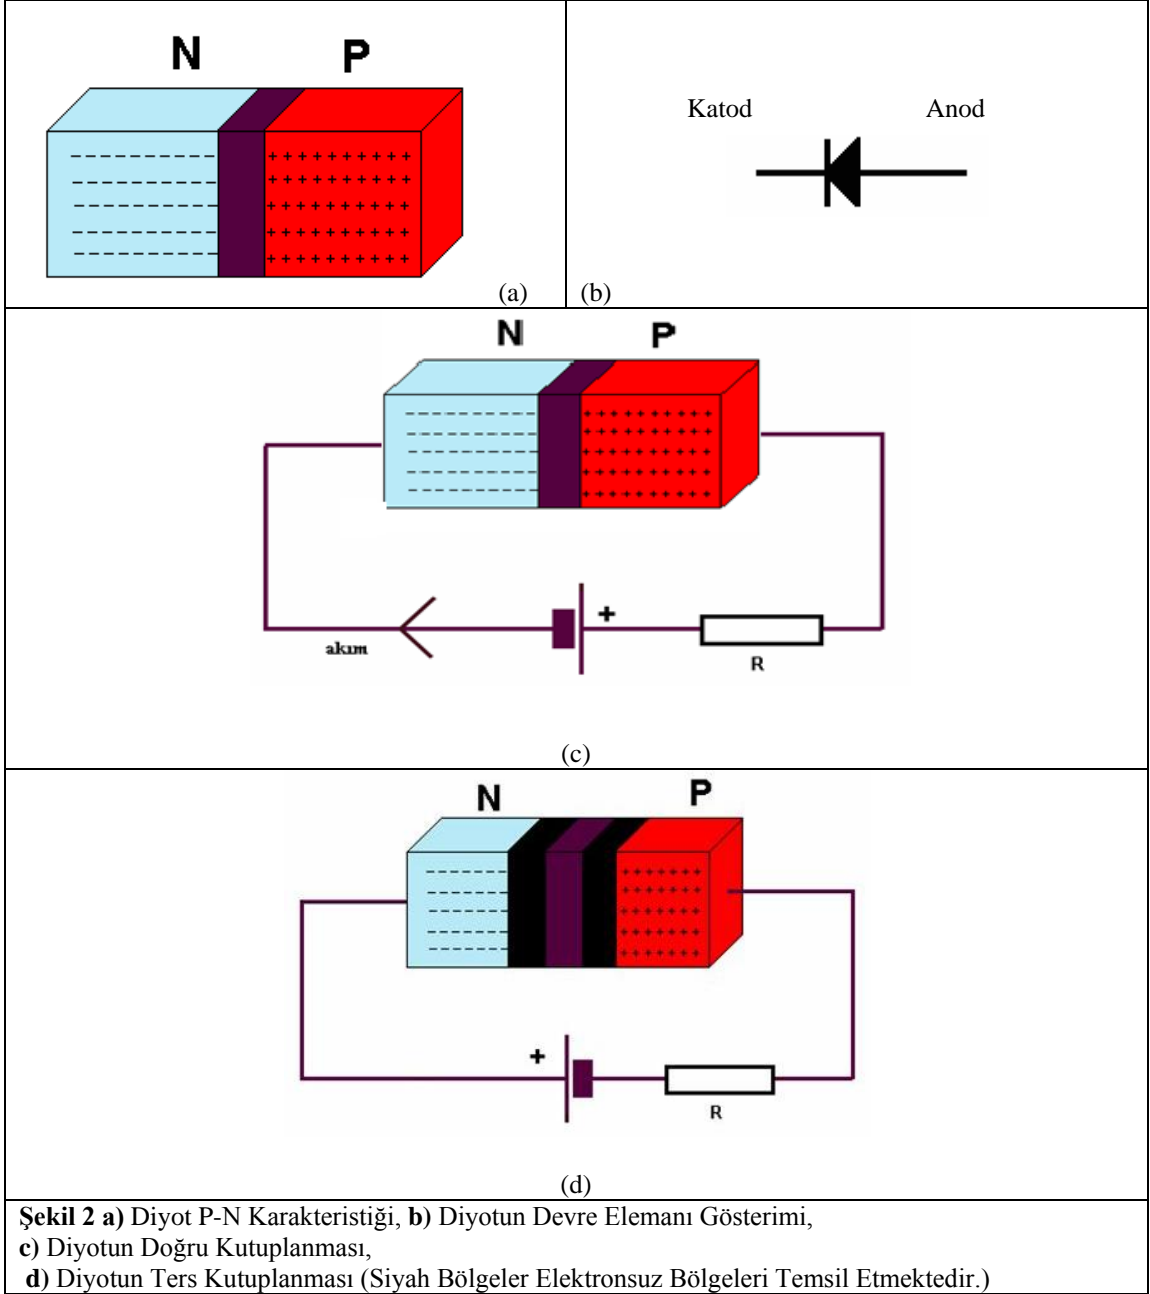 N P
Katod Anod
(a) (b)
N P
+
akım
R
(c)
N P
+
R
(d)
Şekil 2 a) Diyot P-N Karakteristiği, b) Diyotun Devre Elemanı Gösterimi,
c) Diyotun Doğru Kutuplanması,
d) Diyotun Ters Kutuplanması (Siyah Bölgeler Elektronsuz Bölgeleri Temsil Etmektedir.)